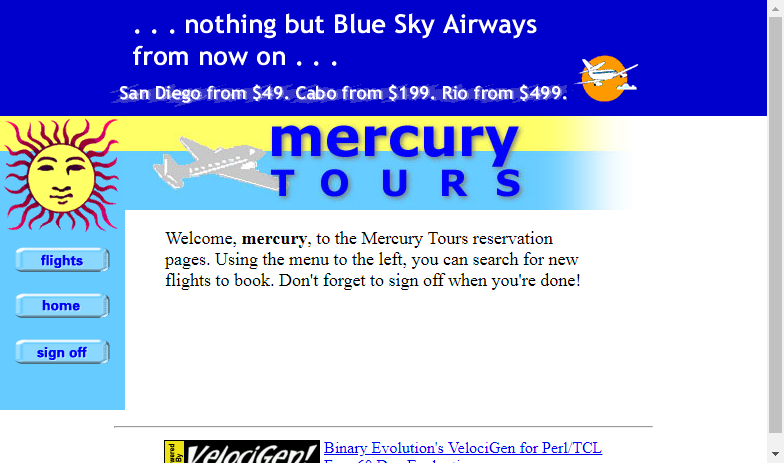 . . . nothing but Blue Sky Airways
from now on . . .
San Diego from $49. Cabo from $199. Rio from $499.
mercury
TOURS
flights
home
sign off
Welcome, mercury, to the Mercury Tours reservation
pages. Using the menu to the left, you can search for new
flights to book. Don't forget to sign off when you're done!
VelociGen!
Binary Evolution's VelociGen for Perl/TCL